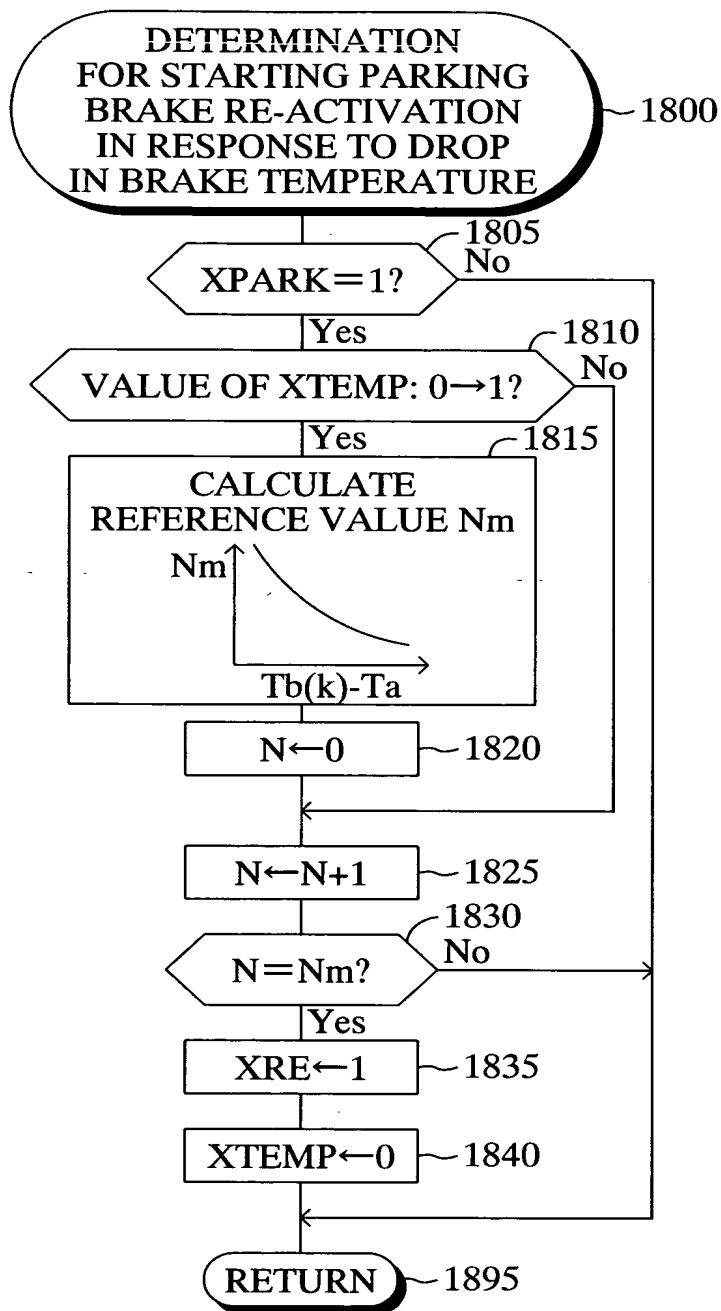 DETERMINATION
FOR STARTING PARKING
BRAKE RE-ACTIVATION
IN RESPONSE TO DROP
IN BRAKE TEMPERATURE
1800
1805
XPARK=1?
No
Yes
1810
VALUE OF XTEMP: 0→1?
No
Yes
1815
CALCULATE
REFERENCE VALUE Nm
Nm
Tb(k)-Ta
N←0
1820
N←N+1
1825
1830
N=Nm?
No
Yes
XRE←1
1835
XTEMP←0
1840
RETURN
1895